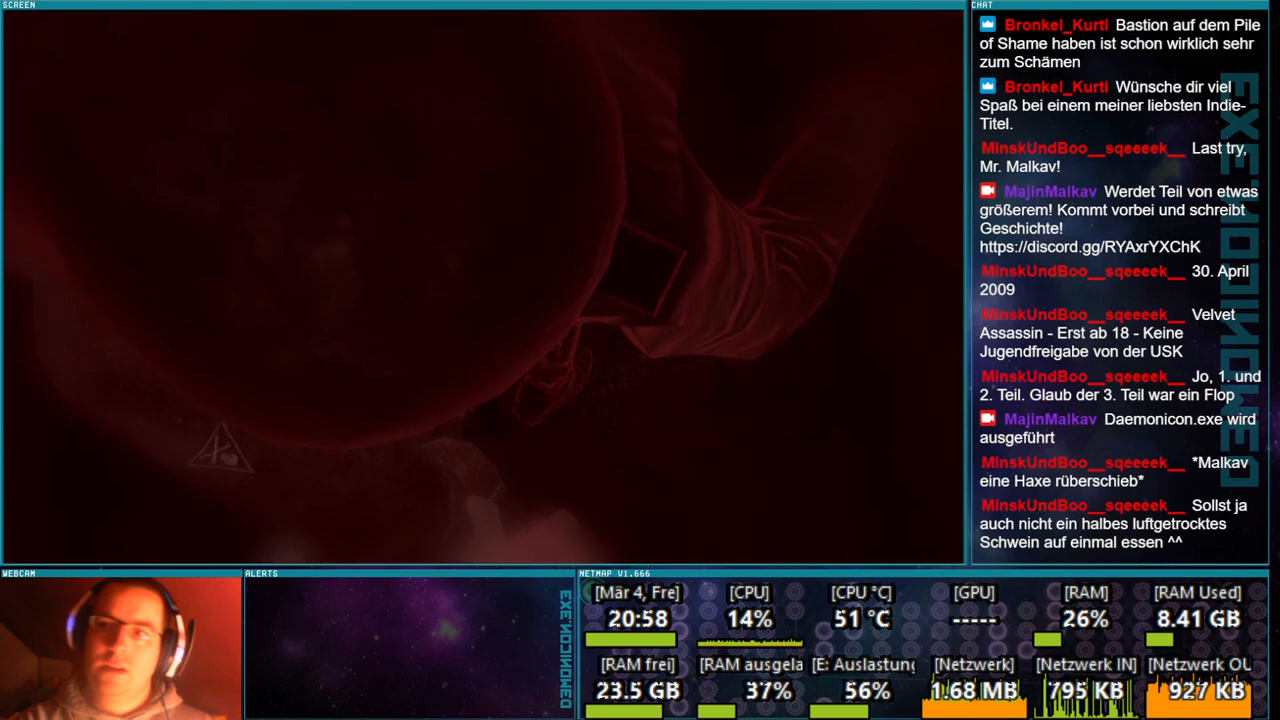 SCREEN
CHAT
Bronkel_Kurti Bastion auf dem Pile
of Shame haben ist schon wirklich sehr
zum Schämen
Bronkel_Kurti Wünsche dir viel
Spaß bei einem meiner liebsten Indie-
Titel.
MinskUndBoo__sqeeeek__ Last try,
Mr. Malkav!
MajinMalkav Werdet Teil von etwas
größerem! Kommt vorbei und schreibt
Geschichte!
https://discord.gg/RYAxrYXChK
MinskUndBoo__sqeeeek__ 30. April
2009
MinskUndBoo__sqeeeek__ Velvet
Assassin - Erst ab 18 - Keine
Jugendfreigabe von der USK
MinskUndBoo__sqeeeek__ Jo, 1. und
2. Teil. Glaub der 3. Teil war ein Flop
MajinMalkav Daemonicon.exe wird
ausgeführt
MinskUndBoo__sqeeeek__ *Malkav
eine Haxe rüberschieb*
MinskUndBoo__sqeeeek__ Sollst ja
auch nicht ein halbes luftgetrocktes
Schwein auf einmal essen ^^
WEBCAM
ALERTS
NETMAP V1.666
[Mär 4, Fre] [CPU] [CPU °C] [GPU] [RAM] [RAM Used]
20:58 14% 51 °C ----- 26% 8.41 GB
[RAM frei] [RAM ausgela [E: Auslastung [Netzwerk] [Netzwerk IN] [Netzwerk OU
23.5 GB 37% 56% 1.68 MB 795 KB 927 KB